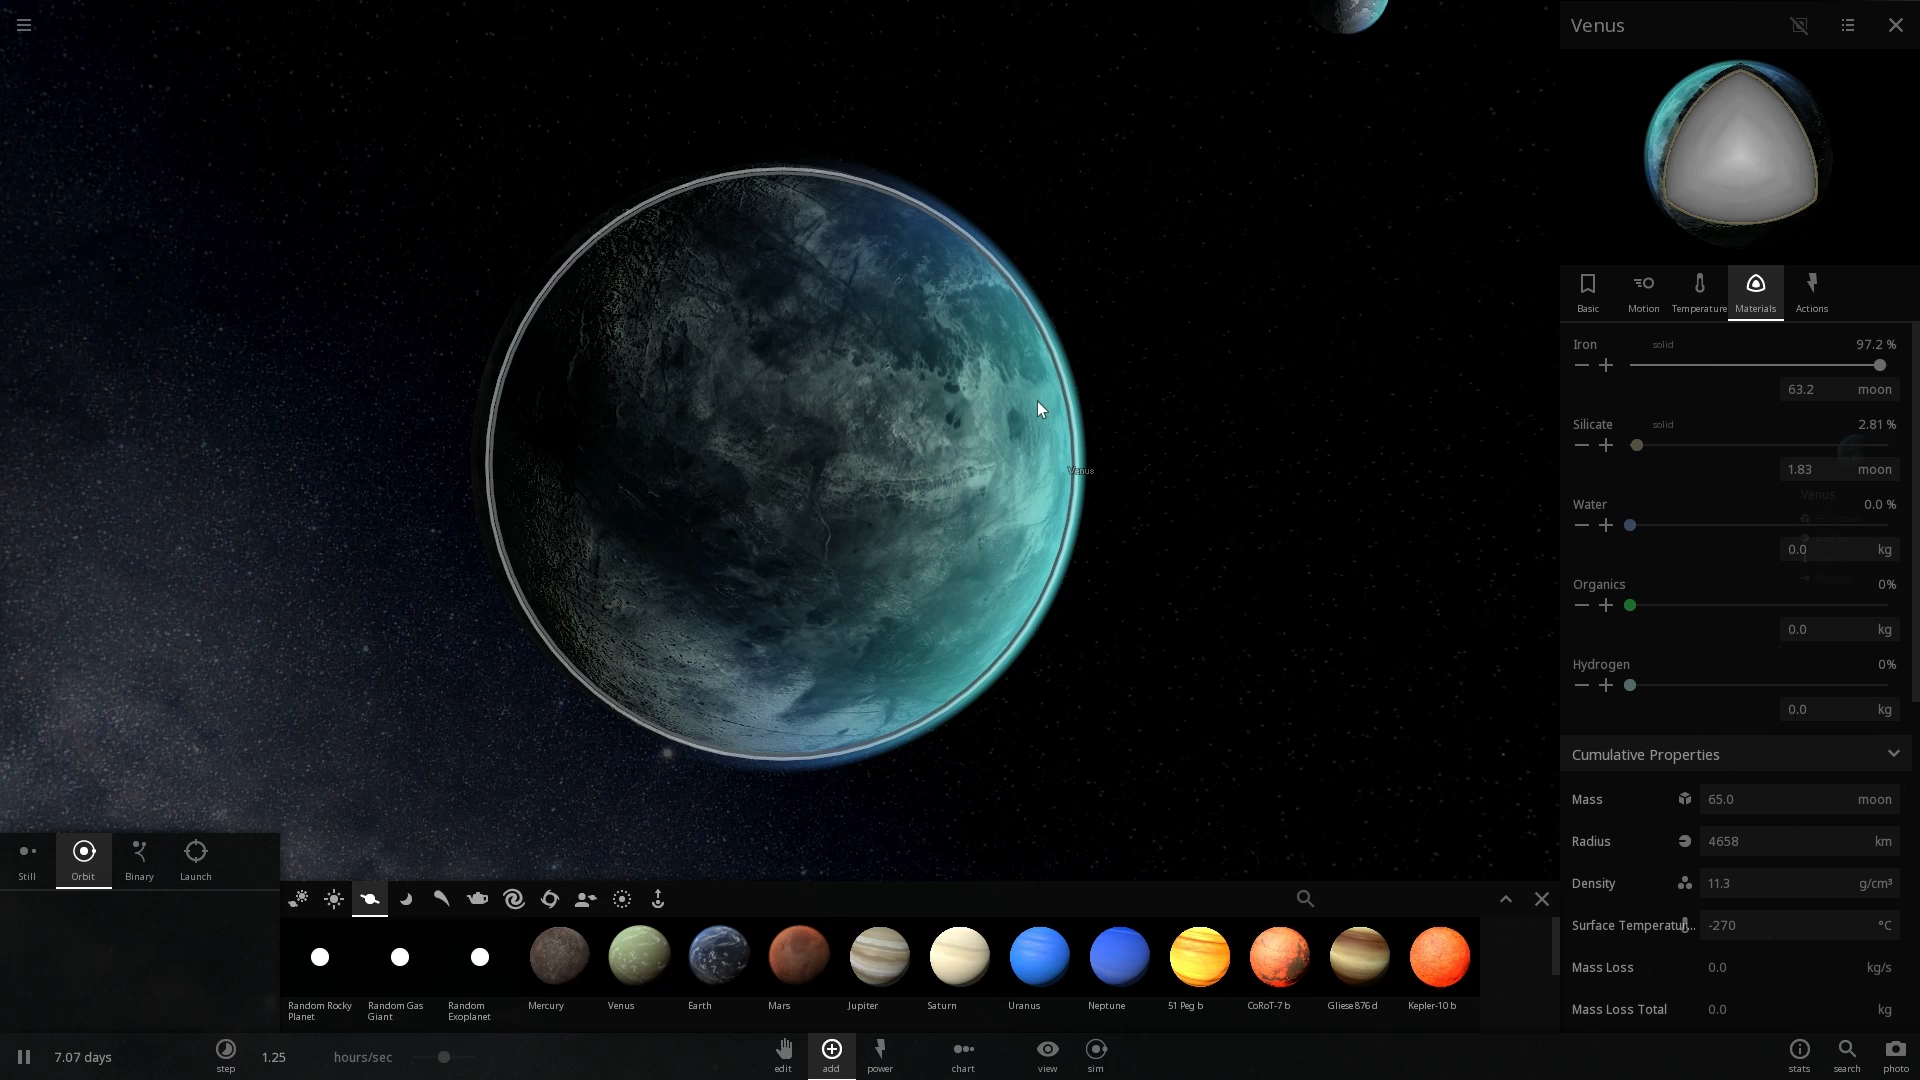 Venus
Basic
Motion
Temperature
Materials
Actions
Iron solid 97.2 %
63.2 moon
Silicate solid 2.81 %
1.83 moon
Venus
Venus
Water 0.0 %
0.0 kg
Organics 0%
0.0 kg
Hydrogen 0%
0.0 kg
Cumulative Properties
Mass 65.0 moon
Radius 4658 km
Density 11.3 g/cm³
Surface Temperatur... -270 °C
Mass Loss 0.0 kg/s
Mass Loss Total 0.0 kg
Still
Orbit
Binary
Launch
Random Rocky
Planet
Random Gas
Giant
Random
Exoplanet
Mercury
Venus
Earth
Mars
Jupiter
Saturn
Uranus
Neptune
51 Peg b
CoRoT-7 b
Gliese 876 d
Kepler-10 b
7.07 days
step
1.25 hours/sec
edit
add
power
chart
view
sim
stats
search
photo